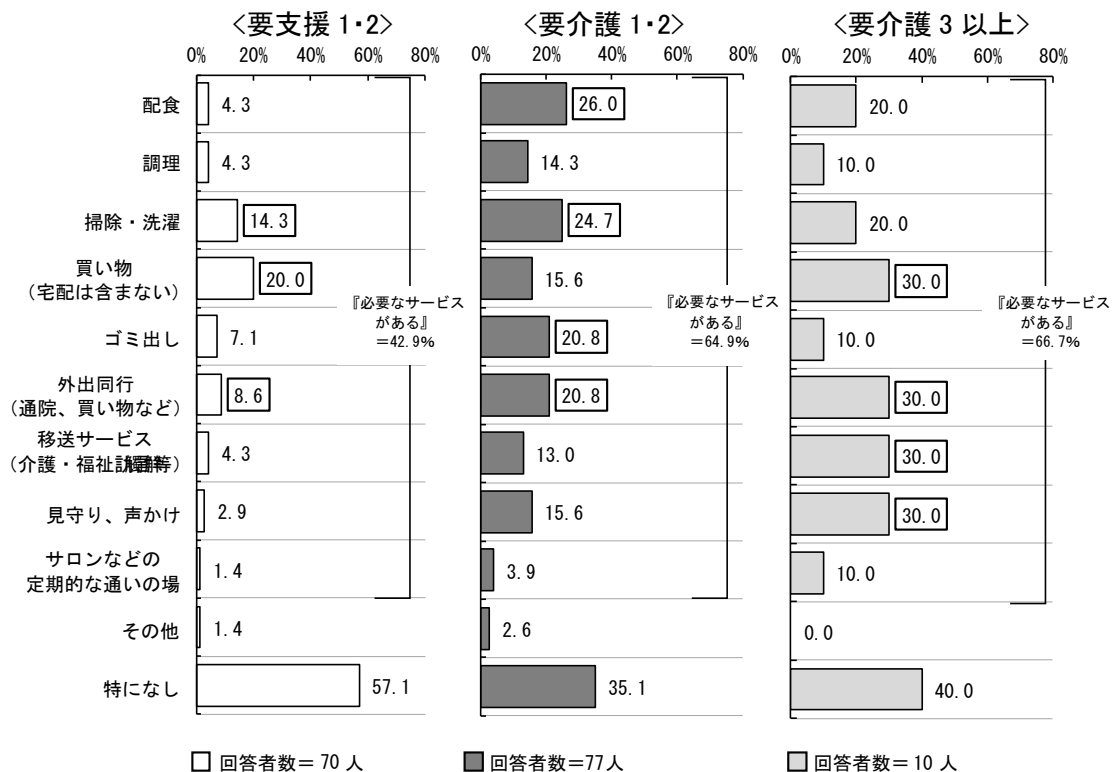 <要支援 1・2>
<要介護 1・2>
<要介護 3 以上>
0% 20% 40% 60% 80%
0% 20% 40% 60% 80%
0% 20% 40% 60% 80%
配食 4.3 26.0 20.0
調理 4.3 14.3 10.0
掃除・洗濯 14.3 24.7 20.0
買い物
(宅配は含まない) 20.0 15.6 30.0
『必要なサービス
がある』
=42.9%
『必要なサービス
がある』
=64.9%
『必要なサービス
がある』
=66.7%
ゴミ出し 7.1 20.8 10.0
外出同行
(通院、買い物など) 8.6 20.8 30.0
移送サービス
(介護・福祉 等) 4.3 13.0 30.0
見守り、声かけ 2.9 15.6 30.0
サロンなどの
定期的な通いの場 1.4 3.9 10.0
その他 1.4 2.6 0.0
特になし 57.1 35.1 40.0
回答者数= 70 人
回答者数=77人
回答者数= 10 人